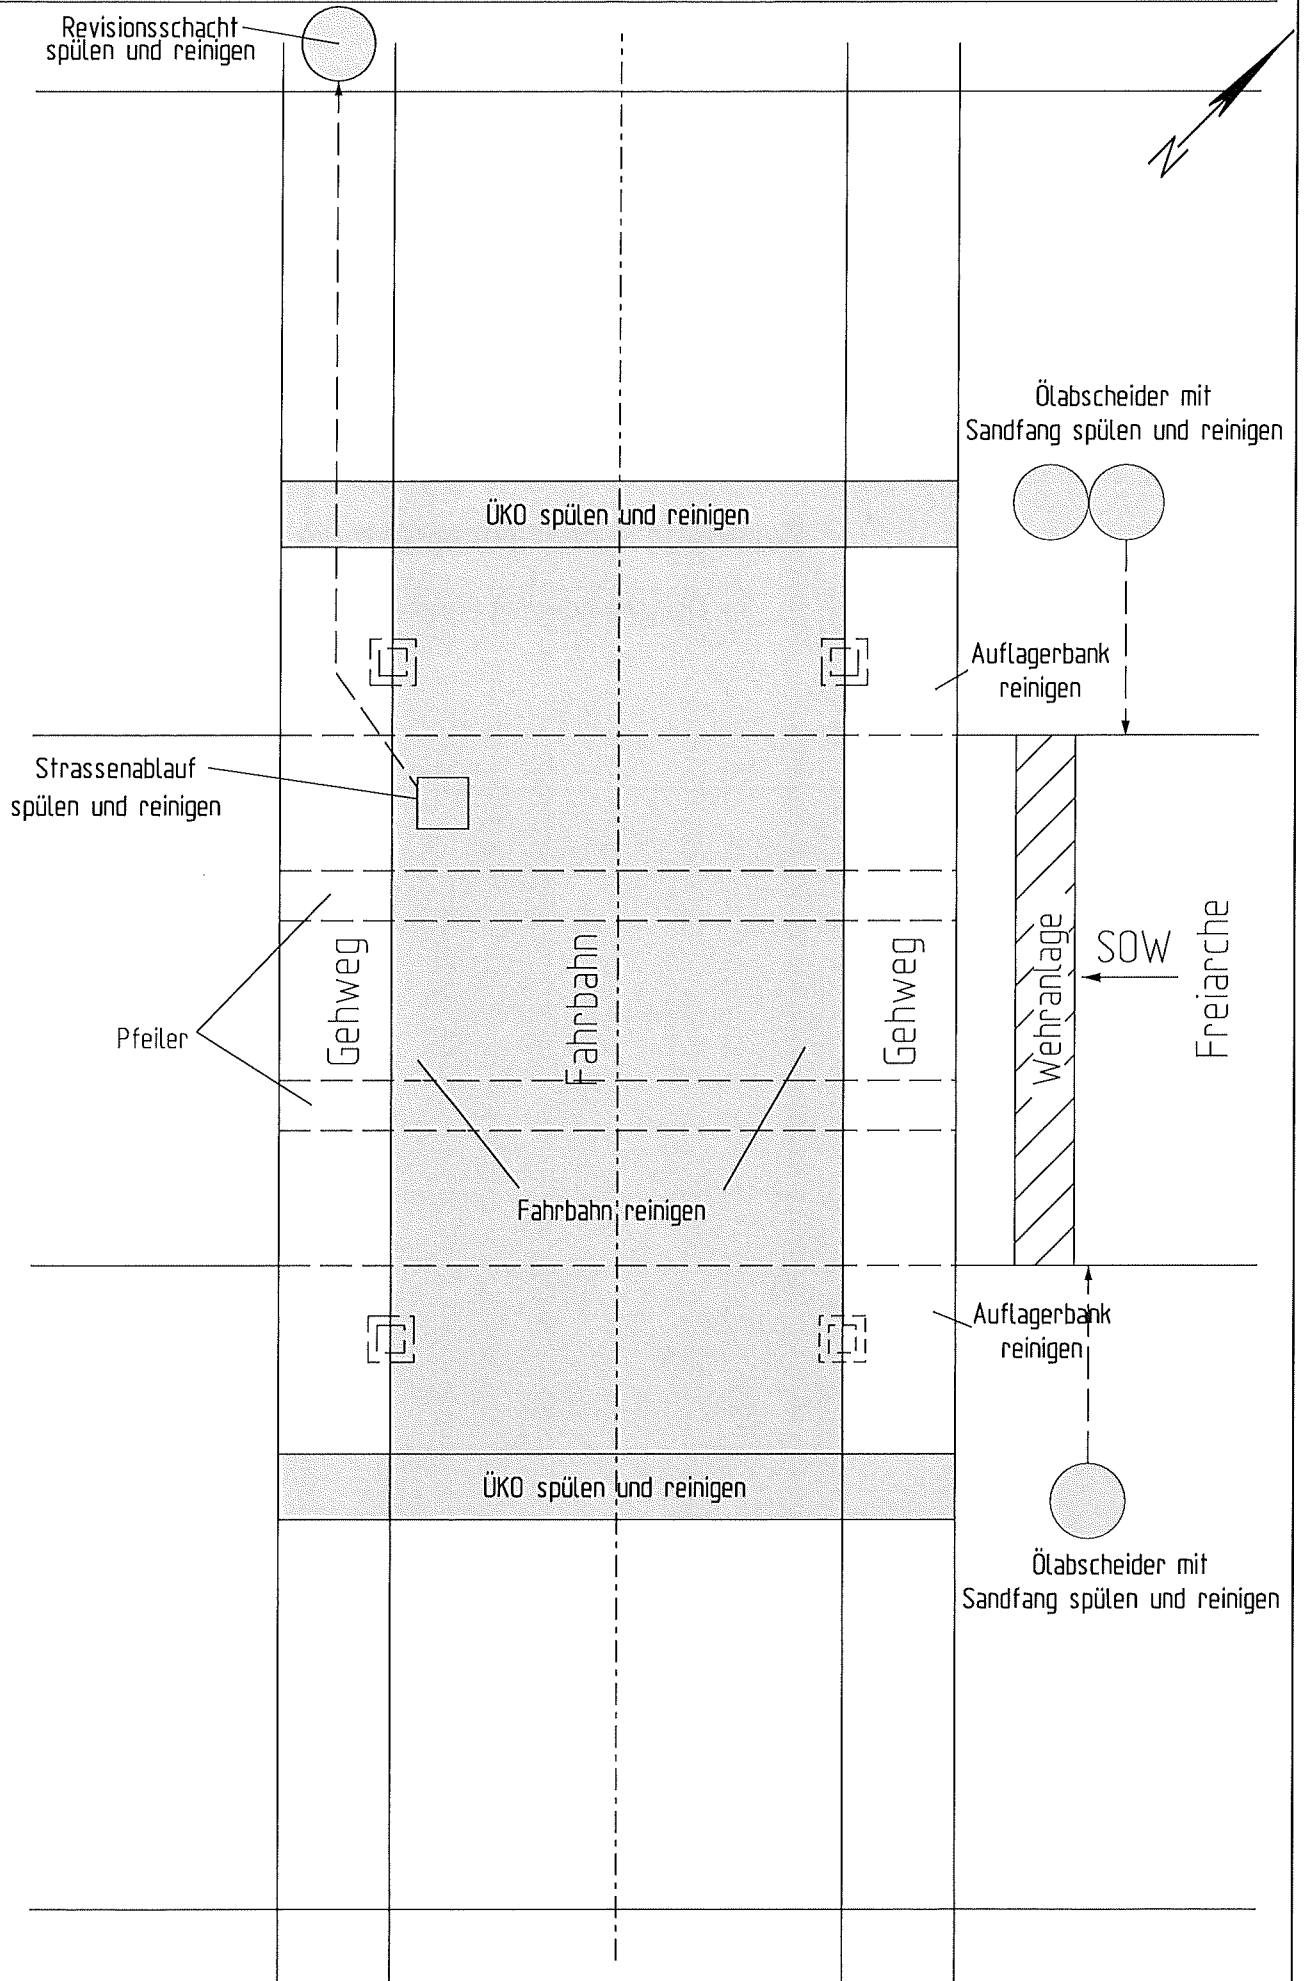 Revisionsschacht
spülen und reinigen
N
Ölabscheider mit
Sandfang spülen und reinigen
ÜKO spülen und reinigen
Auflagerbank
reinigen
Strassenablauf
spülen und reinigen
Pfeiler
Gehweg
Fahrbahn
Gehweg
Wehranlage
SOW
Freiarche
Fahrbahn reinigen
Auflagerbank
reinigen
ÜKO spülen und reinigen
Ölabscheider mit
Sandfang spülen und reinigen